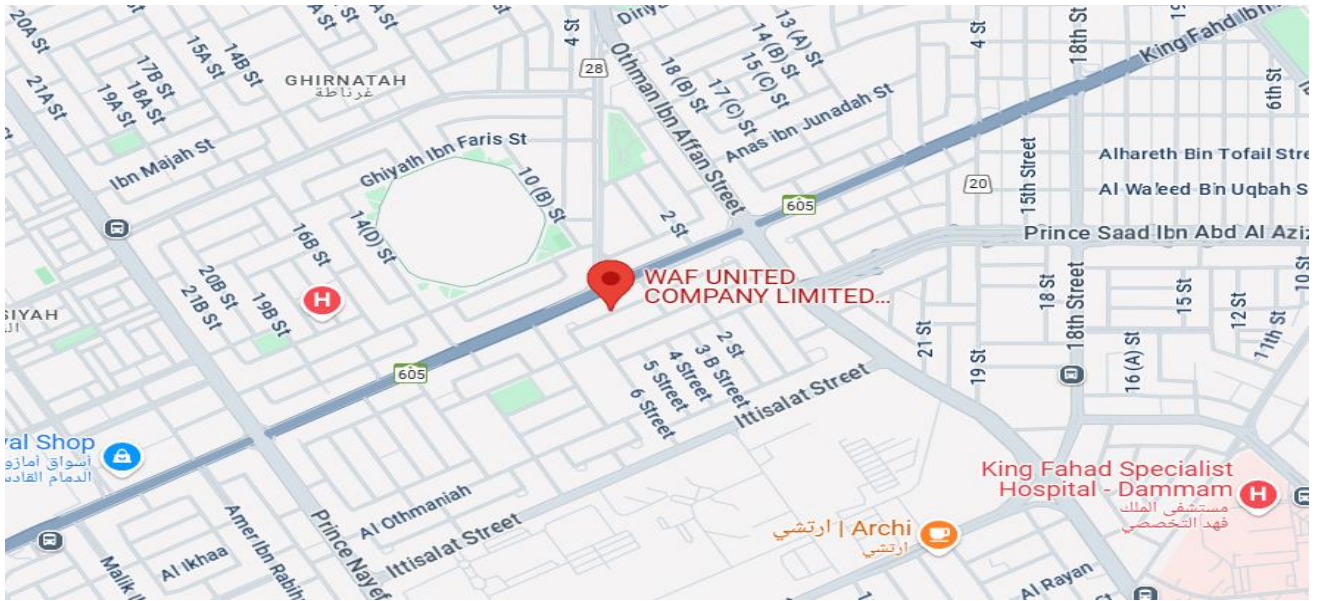 20A St
21A St
15A St
14B St
17B St
18A St
19A St
GHIRNATAH
غرناطة
4 St
28
18 (B) St
13 (A) St
14 (B) St
15 (C) St
17 (C) St
Othman Ibn Affan Street
Anas ibn Junadah St
4 St
18th St
King Fahd Ibn
6th St
Ibn Majah St
Ghiyath Ibn Faris St
10 (B) St
14(D) St
2 St
605
20
15th Street
Alhareth Bin Tofail Stre
Al Wa'leed Bin Uqbah S
Prince Saad Ibn Abd Al Aziz
16B St
20B St
21B St
19B St
H
WAF UNITED
COMPANY LIMITED...
SIYAH
605
2 St
3 B Street
4 Street
5 Street
6 Street
Ittisalat Street
21 St
19 St
18 St
18th Street
15 St
12 St
11th St
10 St
16 (A) St
yal Shop
أسواق أمازو
الدمام القادس
Al Othmaniah
Ittisalat Street
Prince Nayef
Amer Ibn Rabih
Al Ikhaa
Malik I
ارتشي | Archi
ارتشي
King Fahad Specialist
Hospital - Dammam
H
مستشفى الملك
فهد التخصصي
Al Rayan